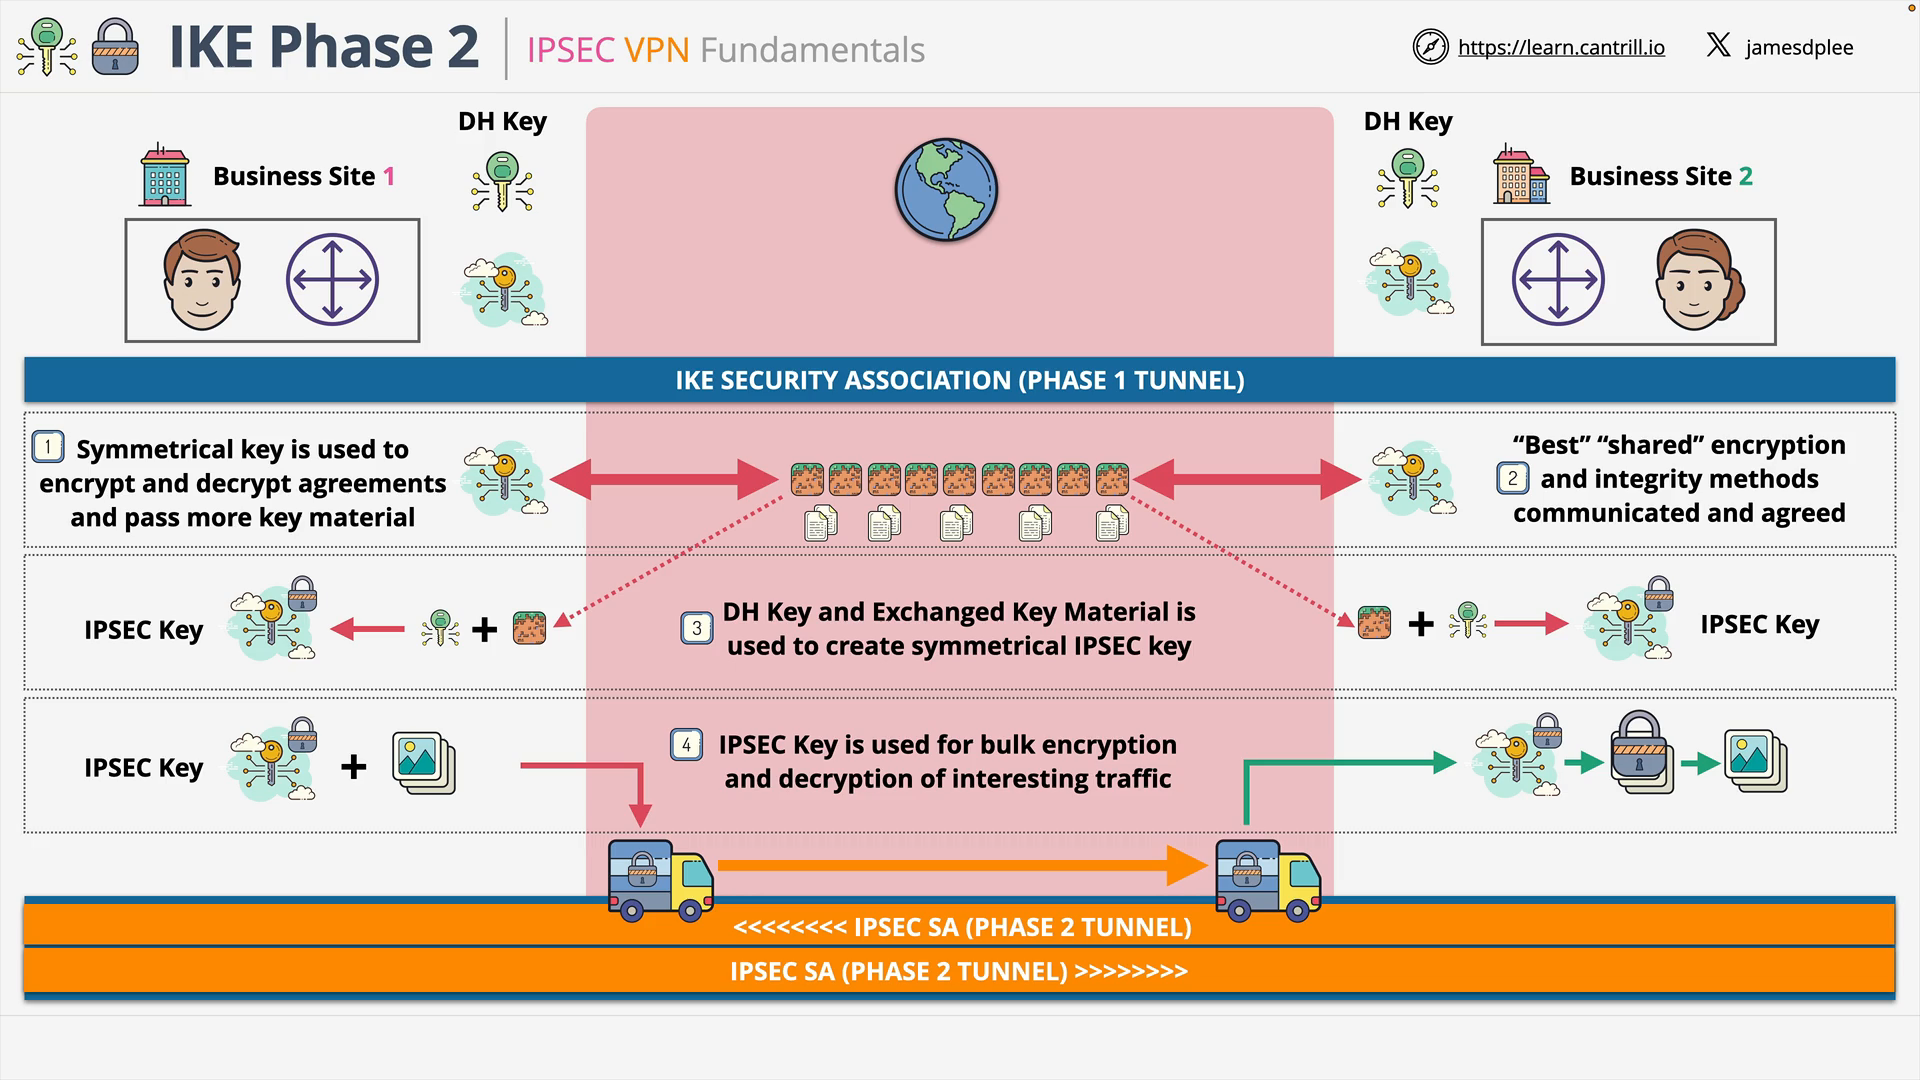 IKE Phase 2
IPSEC VPN Fundamentals
https://learn.cantrill.io
jamesdplee
DH Key
DH Key
Business Site 1
Business Site 2
IKE SECURITY ASSOCIATION (PHASE 1 TUNNEL)
1
Symmetrical key is used to
encrypt and decrypt agreements
and pass more key material
2
“Best” “shared” encryption
and integrity methods
communicated and agreed
IPSEC Key
+
3
DH Key and Exchanged Key Material is
used to create symmetrical IPSEC key
+
IPSEC Key
IPSEC Key
+
4
IPSEC Key is used for bulk encryption
and decryption of interesting traffic
<<<<<<<< IPSEC SA (PHASE 2 TUNNEL)
IPSEC SA (PHASE 2 TUNNEL) >>>>>>>>